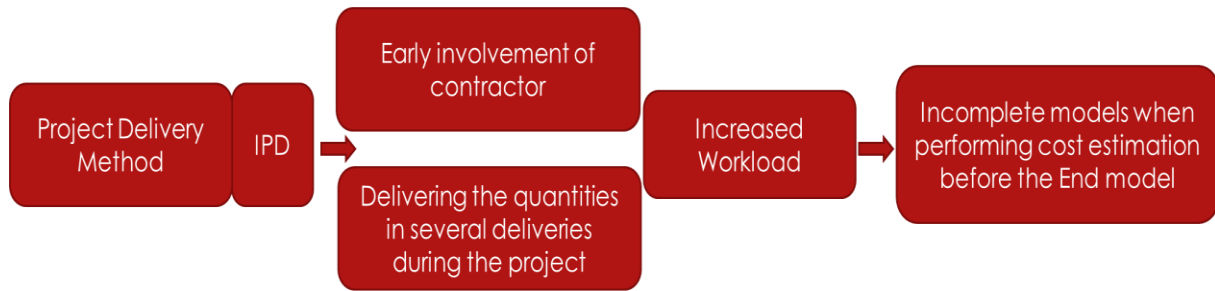 Project Delivery
Method
IPD
Early involvement of
contractor
Delivering the quantities
in several deliveries
during the project
Increased
Workload
Incomplete models when
performing cost estimation
before the End model